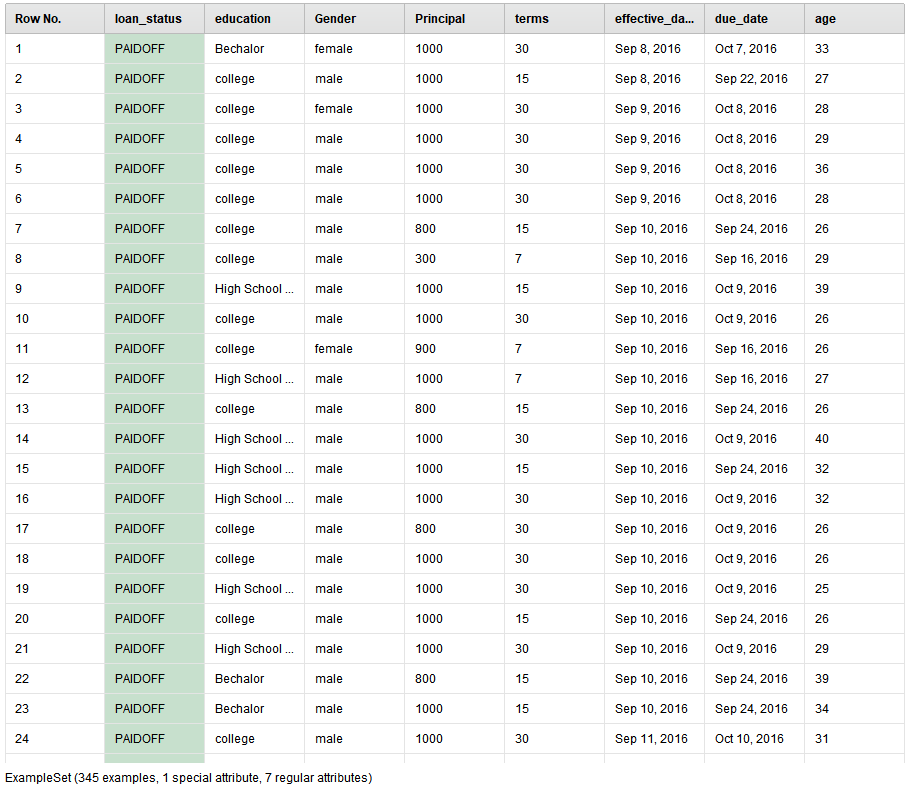 Row No. loan_status education Gender Principal terms effective_da... due_date age
1 PAIDOFF Bechalor female 1000 30 Sep 8, 2016 Oct 7, 2016 33
2 PAIDOFF college male 1000 15 Sep 8, 2016 Sep 22, 2016 27
3 PAIDOFF college female 1000 30 Sep 9, 2016 Oct 8, 2016 28
4 PAIDOFF college male 1000 30 Sep 9, 2016 Oct 8, 2016 29
5 PAIDOFF college male 1000 30 Sep 9, 2016 Oct 8, 2016 36
6 PAIDOFF college male 1000 30 Sep 9, 2016 Oct 8, 2016 28
7 PAIDOFF college male 800 15 Sep 10, 2016 Sep 24, 2016 26
8 PAIDOFF college male 300 7 Sep 10, 2016 Sep 16, 2016 29
9 PAIDOFF High School ... male 1000 15 Sep 10, 2016 Oct 9, 2016 39
10 PAIDOFF college male 1000 30 Sep 10, 2016 Oct 9, 2016 26
11 PAIDOFF college female 900 7 Sep 10, 2016 Sep 16, 2016 26
12 PAIDOFF High School ... male 1000 7 Sep 10, 2016 Sep 16, 2016 27
13 PAIDOFF college male 800 15 Sep 10, 2016 Sep 24, 2016 26
14 PAIDOFF High School ... male 1000 30 Sep 10, 2016 Oct 9, 2016 40
15 PAIDOFF High School ... male 1000 15 Sep 10, 2016 Sep 24, 2016 32
16 PAIDOFF High School ... male 1000 30 Sep 10, 2016 Oct 9, 2016 32
17 PAIDOFF college male 800 30 Sep 10, 2016 Oct 9, 2016 26
18 PAIDOFF college male 1000 30 Sep 10, 2016 Oct 9, 2016 26
19 PAIDOFF High School ... male 1000 30 Sep 10, 2016 Oct 9, 2016 25
20 PAIDOFF college male 1000 15 Sep 10, 2016 Sep 24, 2016 26
21 PAIDOFF High School ... male 1000 30 Sep 10, 2016 Oct 9, 2016 29
22 PAIDOFF Bechalor male 800 15 Sep 10, 2016 Sep 24, 2016 39
23 PAIDOFF Bechalor male 1000 15 Sep 10, 2016 Sep 24, 2016 34
24 PAIDOFF college male 1000 30 Sep 11, 2016 Oct 10, 2016 31
ExampleSet (345 examples, 1 special attribute, 7 regular attributes)